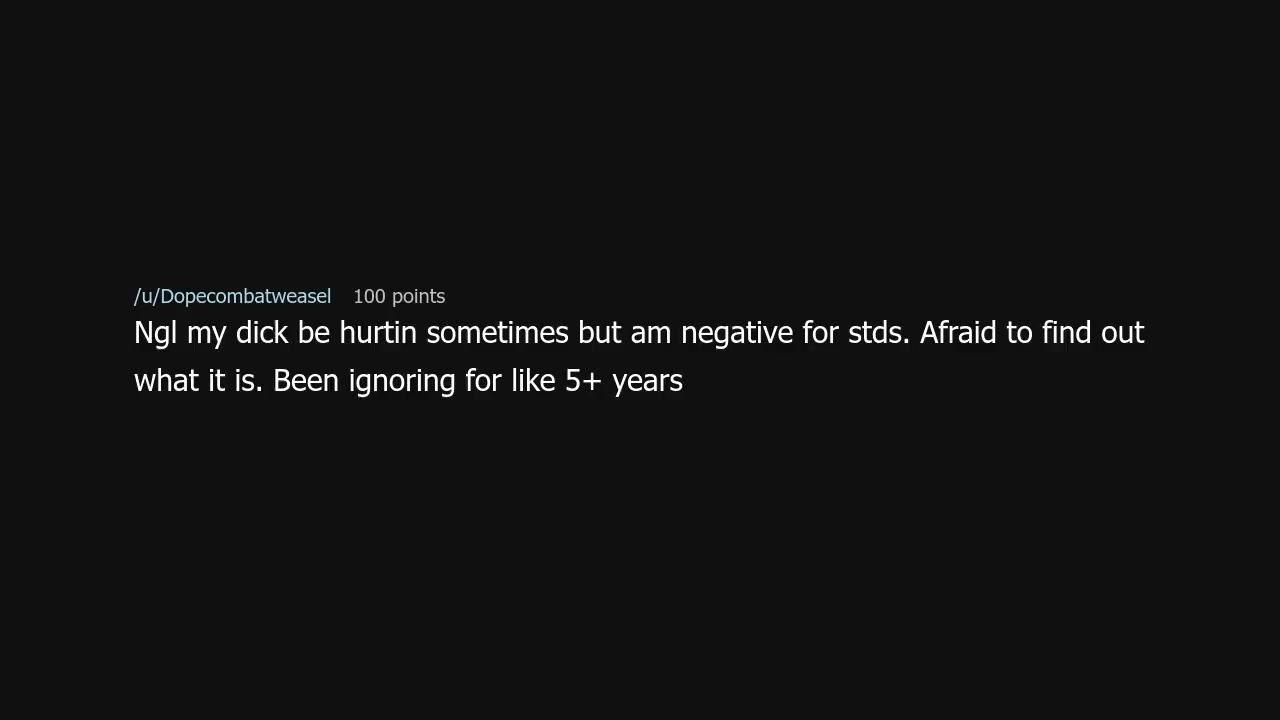 /u/Dopecombatweasel 100 points
Ngl my dick be hurtin sometimes but am negative for stds. Afraid to find out
what it is. Been ignoring for like 5+ years